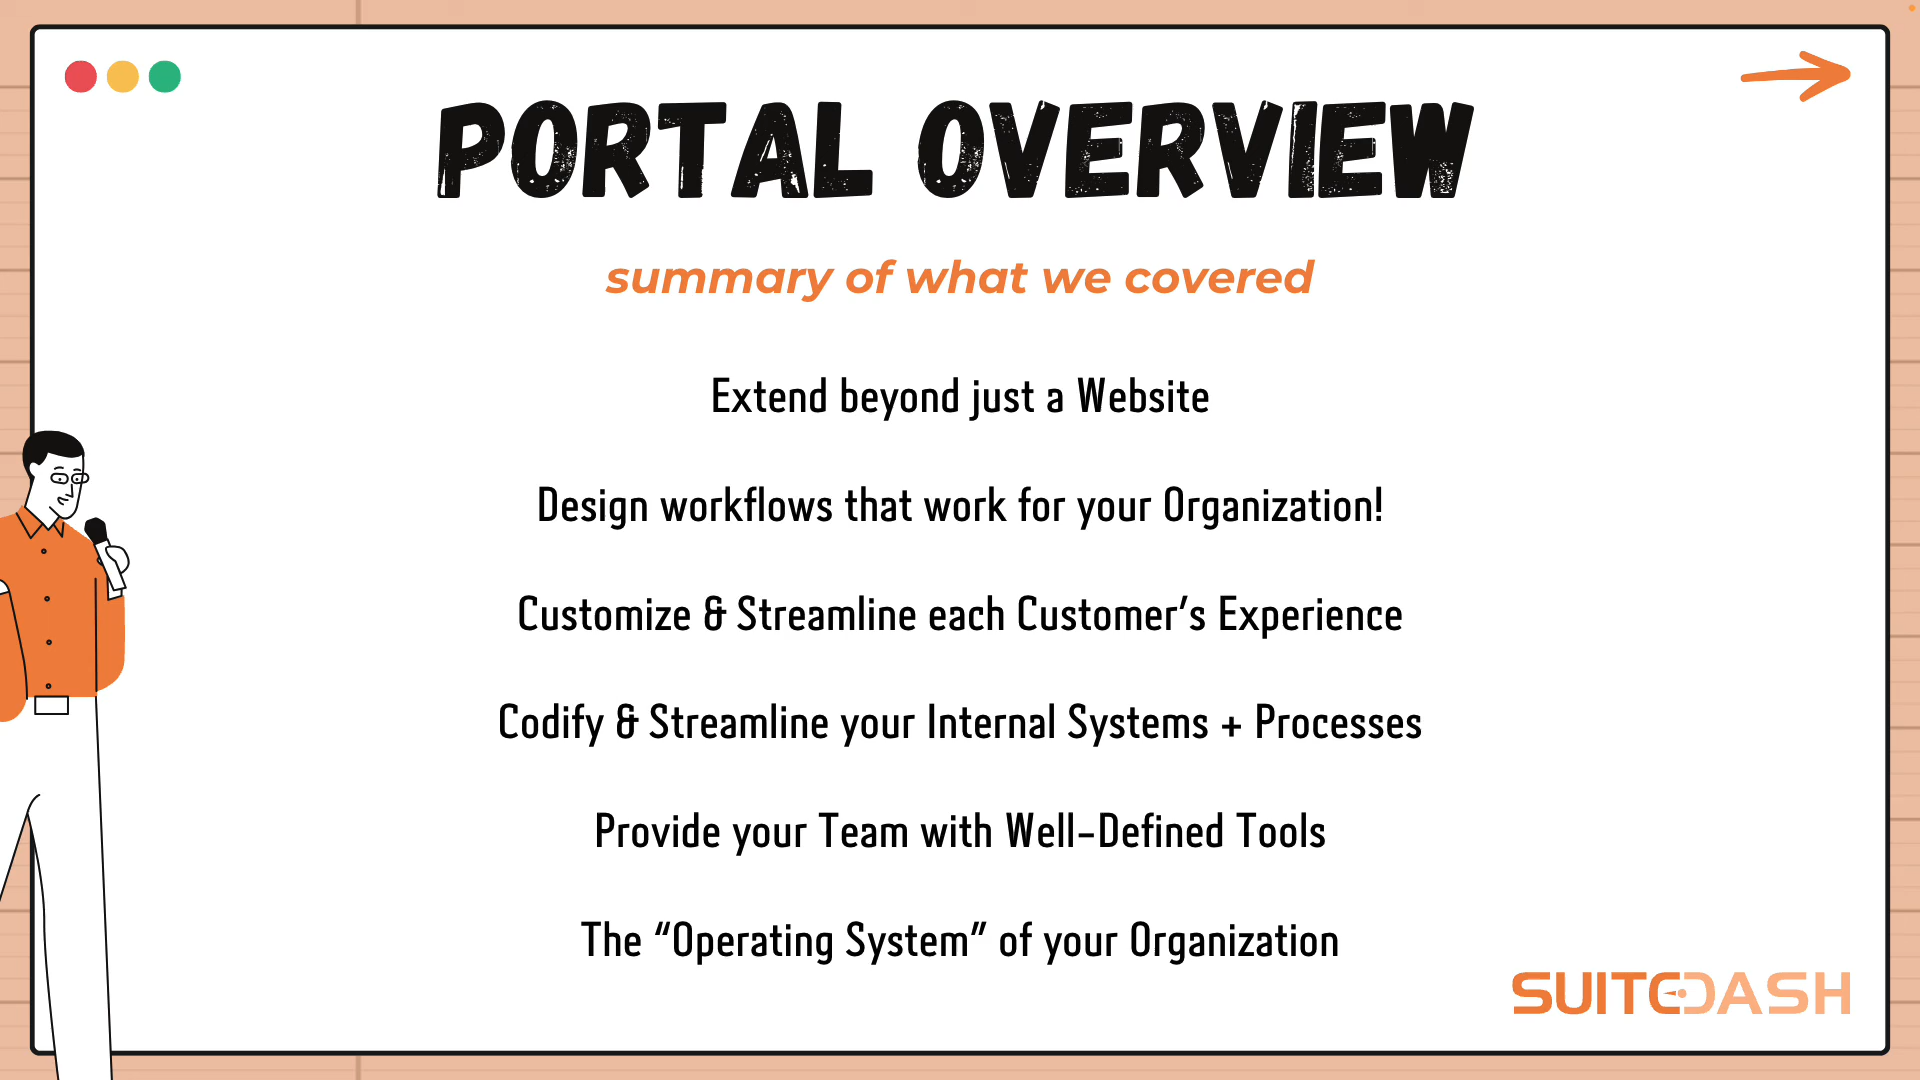 PORTAL OVERVIEW
summary of what we covered
Extend beyond just a Website
Design workflows that work for your Organization!
Customize & Streamline each Customer’s Experience
Codify & Streamline your Internal Systems + Processes
Provide your Team with Well-Defined Tools
The “Operating System” of your Organization
SUITEDASH